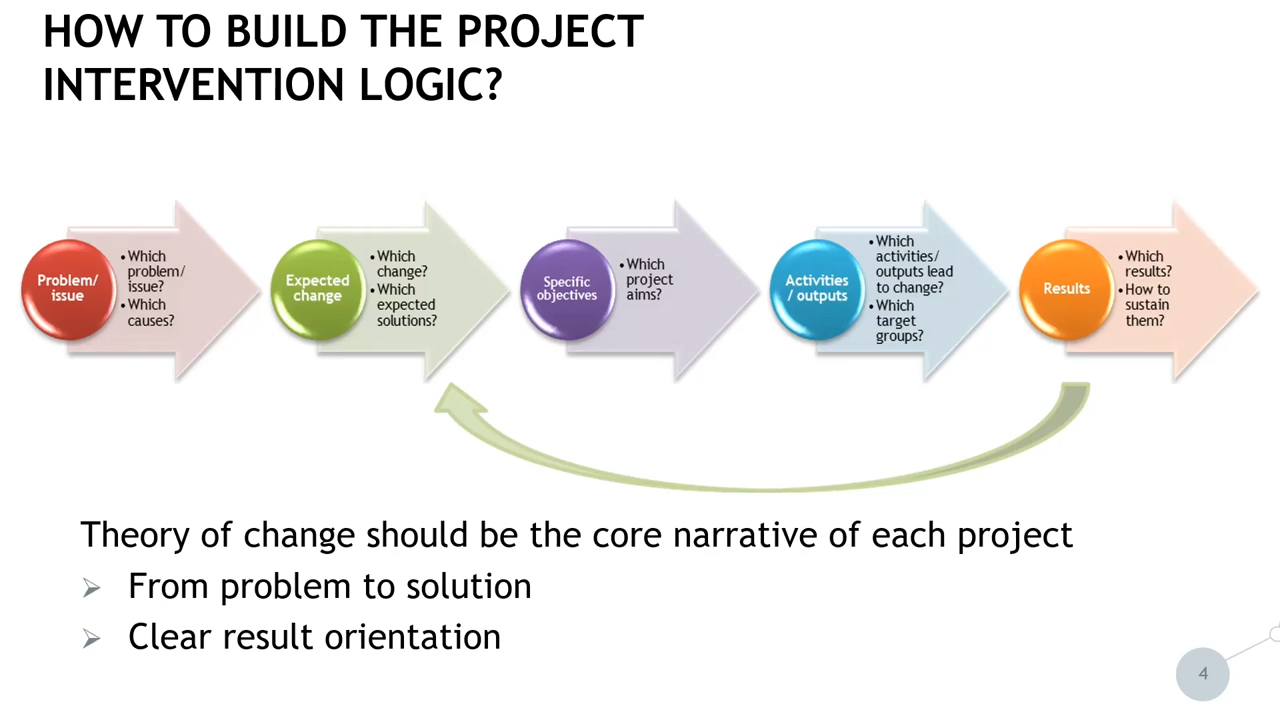 HOW TO BUILD THE PROJECT
INTERVENTION LOGIC?
Problem/
issue
•Which
problem/
issue?
•Which
causes?
Expected
change
•Which
change?
•Which
expected
solutions?
Specific
objectives
•Which
project
aims?
Activities
/ outputs
•Which
activities/
outputs lead
to change?
•Which
target
groups?
Results
•Which
results?
•How to
sustain
them?
Theory of change should be the core narrative of each project
➢ From problem to solution
➢ Clear result orientation
4